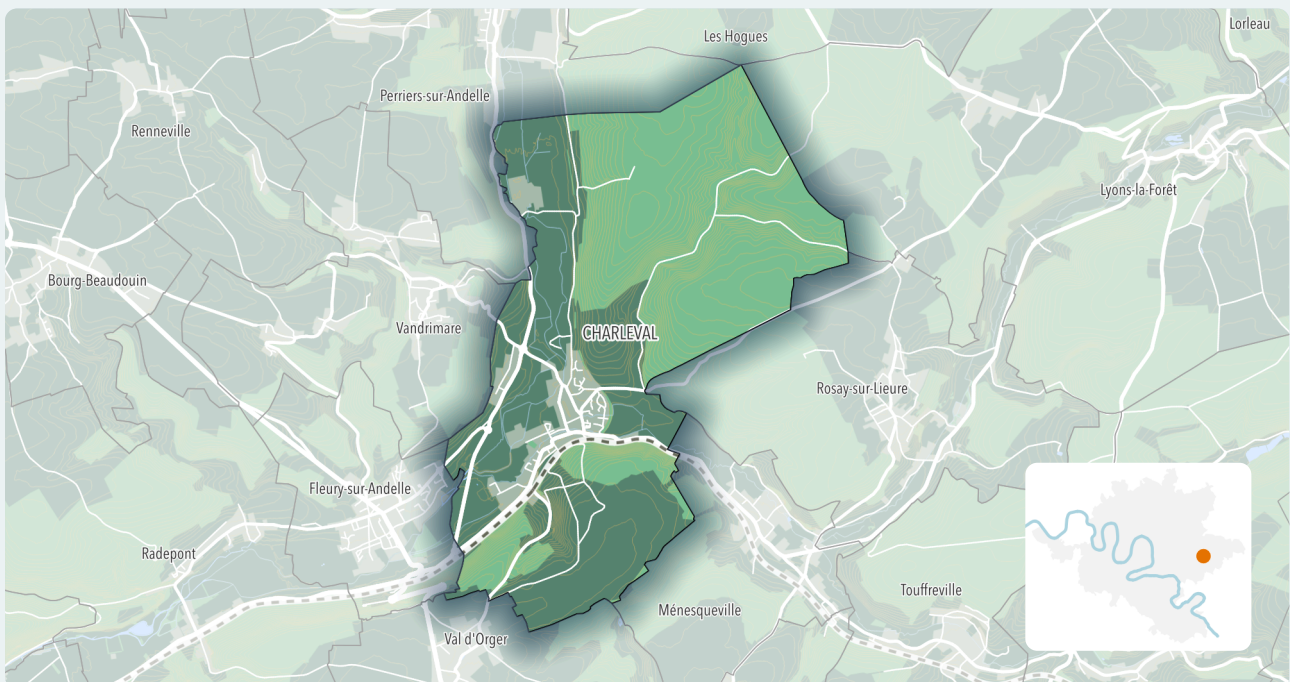 Lorleau
Les Hogues
Perriers-sur-Andelle
Renneville
Lyons-la-Forêt
Bourg-Beaudouin
Vandrimare
CHARLEVAL
Rosay-sur-Lieure
Fleury-sur-Andelle
Radepont
Touffreville
Ménesqueville
Val d'Orger